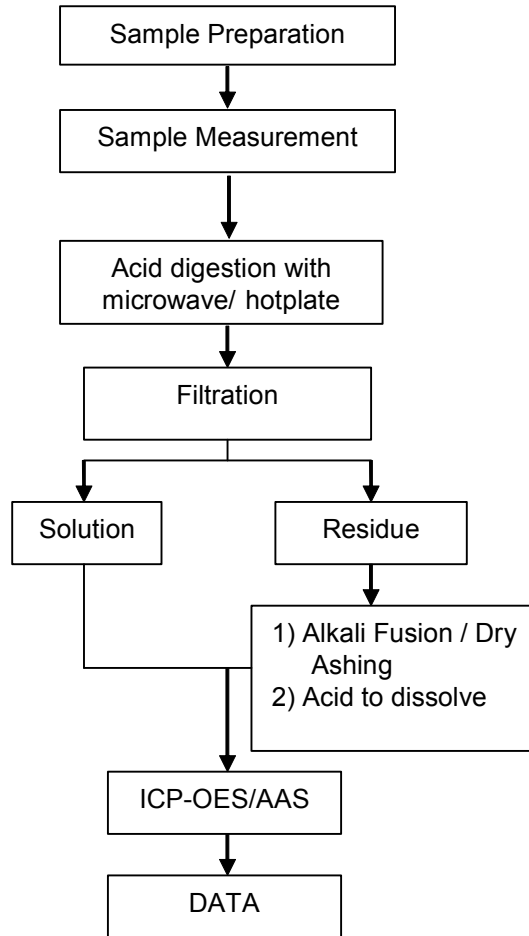 Sample Preparation
Sample Measurement
Acid digestion with
microwave/ hotplate
Filtration
Solution
Residue
1) Alkali Fusion / Dry
Ashing
2) Acid to dissolve
ICP-OES/AAS
DATA